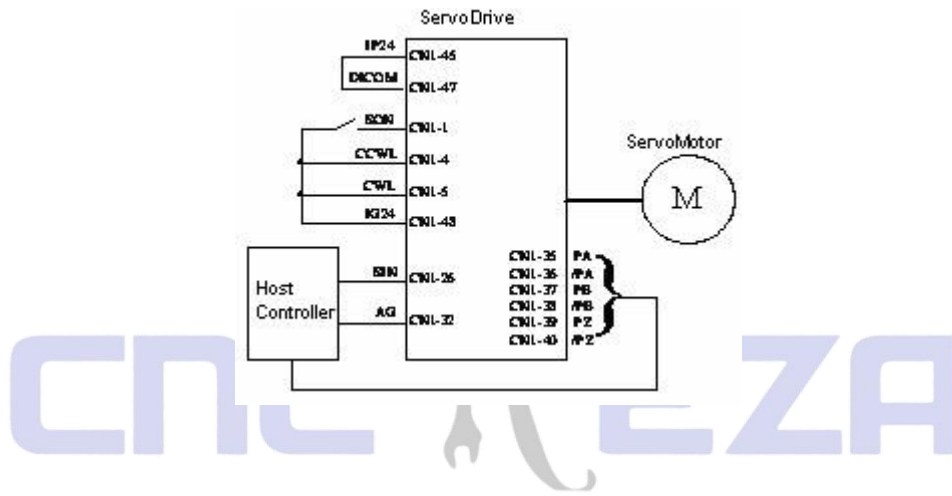 ServoDrive
IP24
CN1-45
DICOM
CN1-47
SON
CN1-1
CCWL
CN1-4
CWL
CN1-5
IG24
CN1-48
ServoMotor
M
Host
Controller
SIN
CN1-26
AG
CN1-32
CN1-35 PA
CN1-36 /PA
CN1-37 PB
CN1-38 /PB
CN1-39 PZ
CN1-40 /PZ